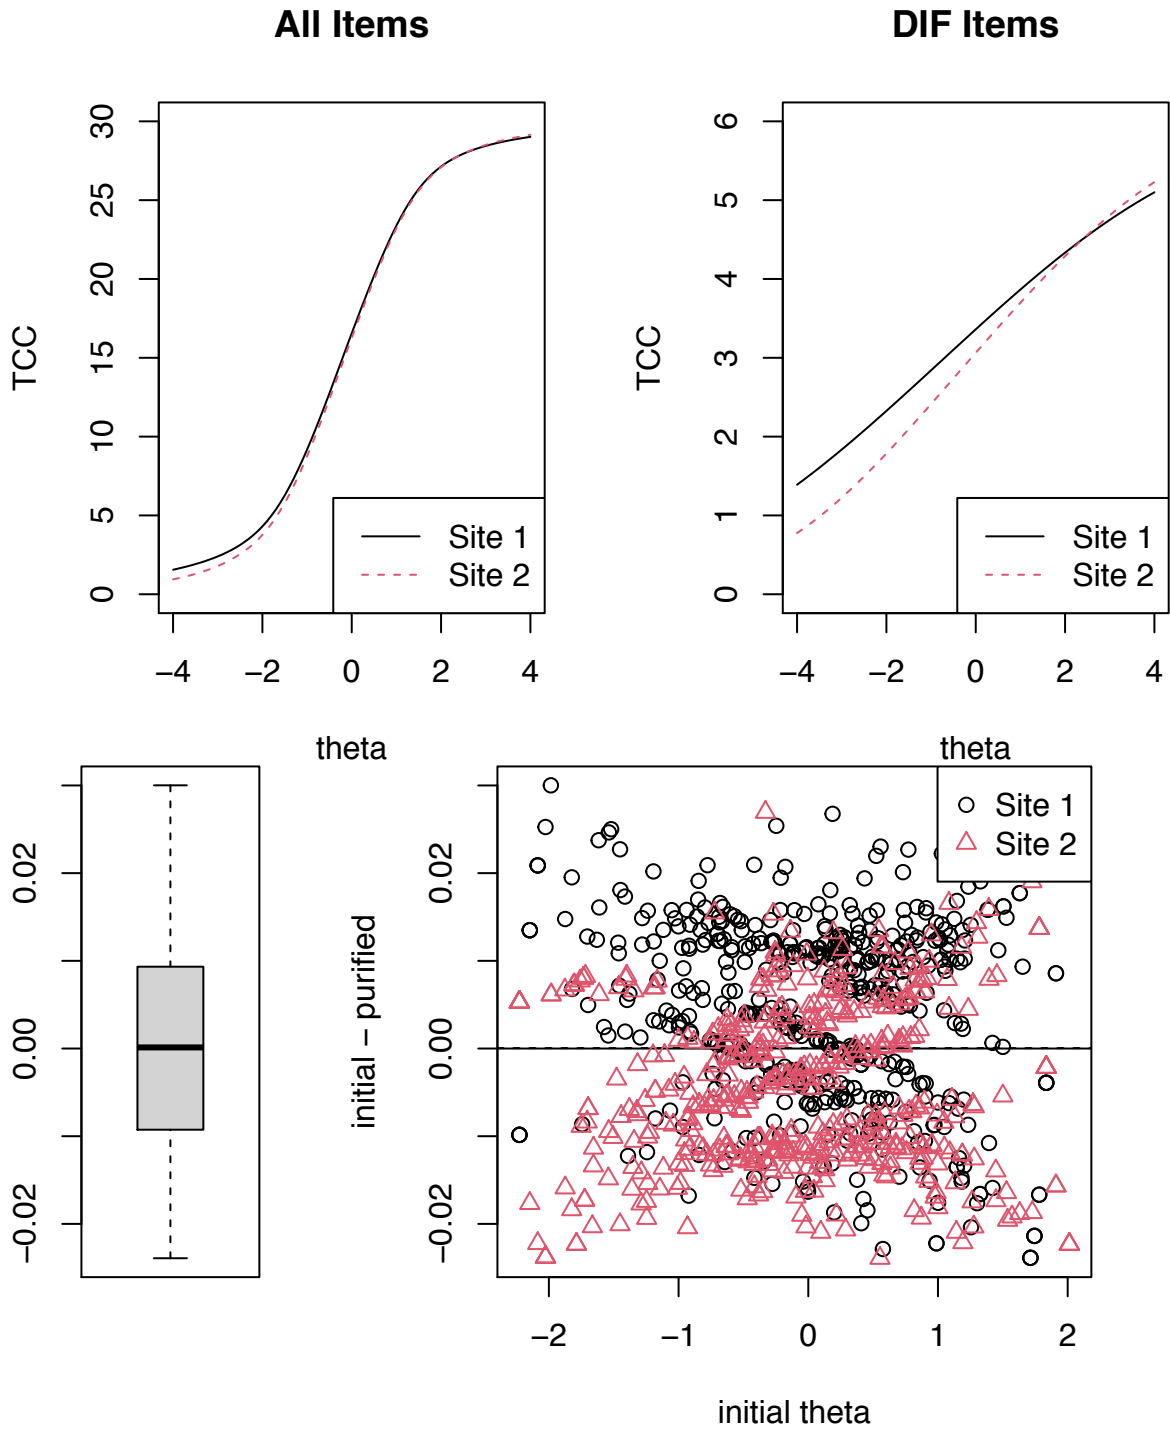 All Items
DIF Items
TCC
30
25
20
15
10
5
0
Site 1
Site 2
−4 −2 0 2 4
theta
TCC
6
5
4
3
2
1
0
Site 1
Site 2
−4 −2 0 2 4
theta
0.02
0.00
−0.02
initial − purified
0.02
0.00
−0.02
Site 1
Site 2
−2 −1 0 1 2
initial theta